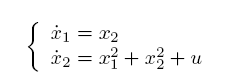 ẋ₁ = x₂
ẋ₂ = x₁² + x₂² + u